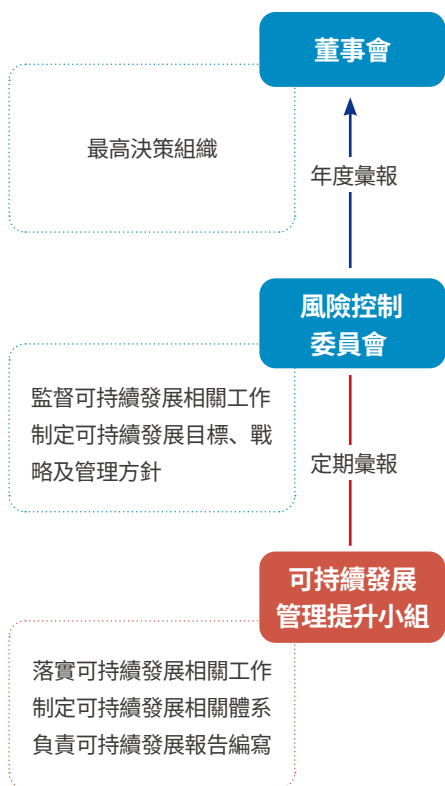 董事會
最高決策組織
年度彙報
風險控制
委員會
監督可持續發展相關工作
制定可持續發展目標、戰
略及管理方針
定期彙報
可持續發展
管理提升小組
落實可持續發展相關工作
制定可持續發展相關體系
負責可持續發展報告編寫